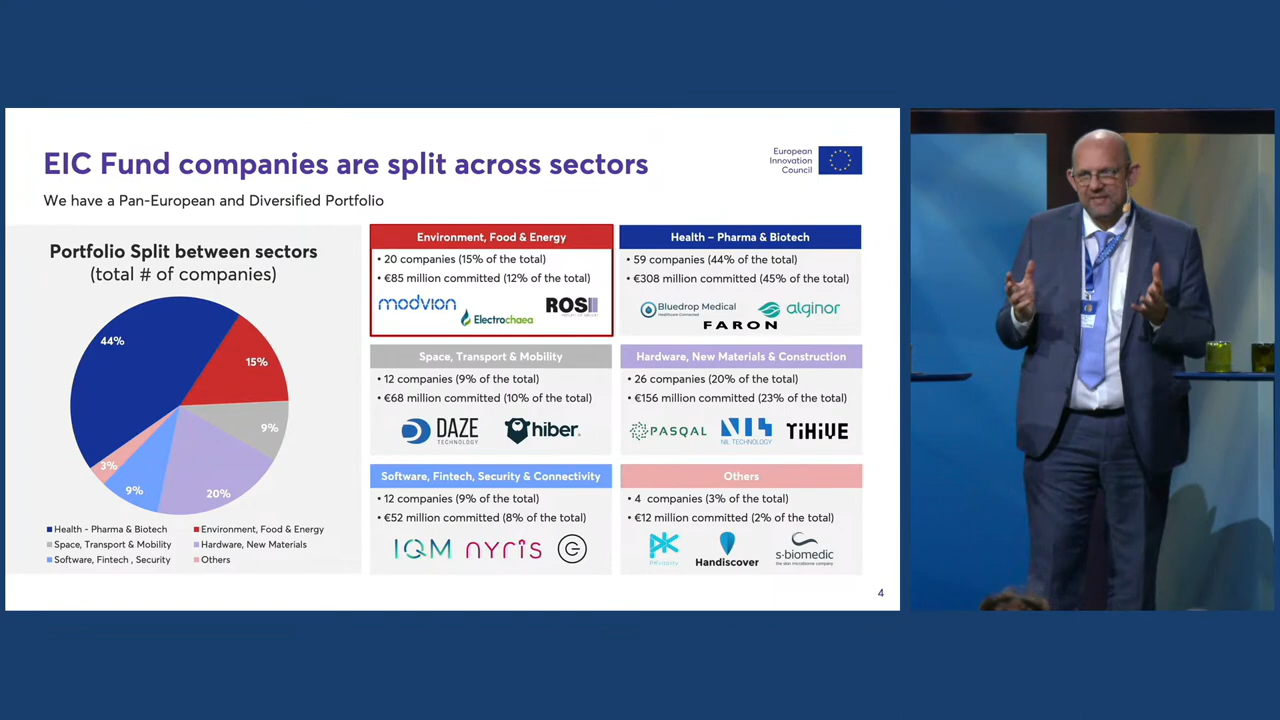 EIC Fund companies are split across sectors
European
Innovation
Council
We have a Pan-European and Diversified Portfolio
Portfolio Split between sectors
(total # of companies)
44%
15%
9%
20%
9%
3%
Health - Pharma & Biotech
Environment, Food & Energy
Space, Transport & Mobility
Hardware, New Materials
Software, Fintech , Security
Others
Environment, Food & Energy
• 20 companies (15% of the total)
• €85 million committed (12% of the total)
modvion
Electrochaea
ROSI
Health – Pharma & Biotech
• 59 companies (44% of the total)
• €308 million committed (45% of the total)
Bluedrop Medical
alginor
FARON
Space, Transport & Mobility
• 12 companies (9% of the total)
• €68 million committed (10% of the total)
DAZE
TECHNOLOGY
hiber.
Hardware, New Materials & Construction
• 26 companies (20% of the total)
• €156 million committed (23% of the total)
PASQAL
NIL TECHNOLOGY
TiHiVE
Software, Fintech, Security & Connectivity
• 12 companies (9% of the total)
• €52 million committed (8% of the total)
IQM
nyris
Others
• 4 companies (3% of the total)
• €12 million committed (2% of the total)
Handiscover
s-biomedic
the skin microbiome company
4